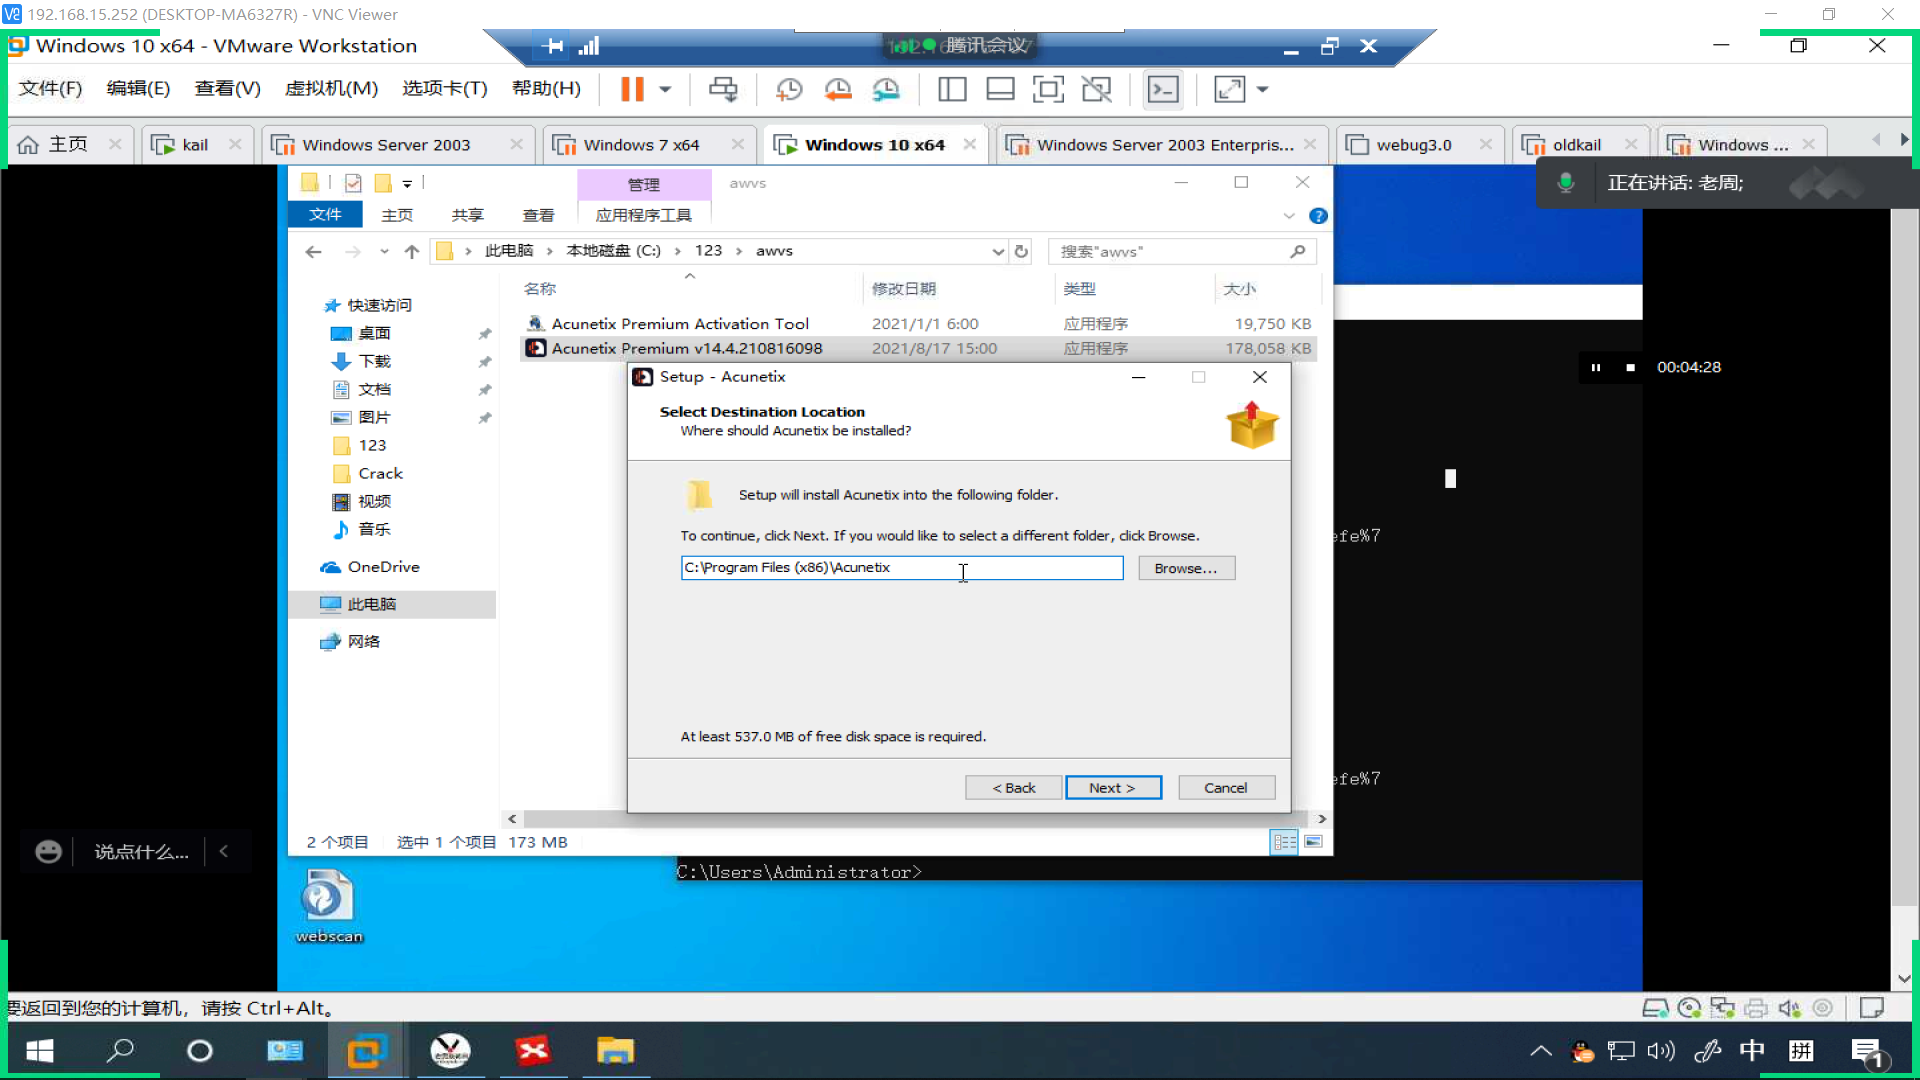 192.168.15.252 (DESKTOP-MA6327R) - VNC Viewer
Windows 10 x64 - VMware Workstation
腾讯会议
文件(F) 编辑(E) 查看(V) 虚拟机(M) 选项卡(T) 帮助(H)
主页 kail Windows Server 2003 Windows 7 x64 Windows 10 x64 Windows Server 2003 Enterpris... webug3.0 oldkail Windows ...
正在讲话: 老周;
管理 awvs
文件 主页 共享 查看 应用程序工具
此电脑 本地磁盘 (C:) 123 awvs 搜索"awvs"
名称 修改日期 类型 大小
Acunetix Premium Activation Tool 2021/1/1 6:00 应用程序 19,750 KB
Acunetix Premium v14.4.210816098 2021/8/17 15:00 应用程序 178,058 KB
快速访问
桌面
下载
文档
图片
123
Crack
视频
音乐
OneDrive
此电脑
网络
00:04:28
Setup - Acunetix
Select Destination Location
Where should Acunetix be installed?
Setup will install Acunetix into the following folder.
To continue, click Next. If you would like to select a different folder, click Browse.
C:\Program Files (x86)\Acunetix
Browse...
At least 537.0 MB of free disk space is required.
< Back Next > Cancel
efe%7
efe%7
2 个项目 选中 1 个项目 173 MB
说点什么...
C:\Users\Administrator>
webscan
要返回到您的计算机，请按 Ctrl+Alt。
中 拼 1